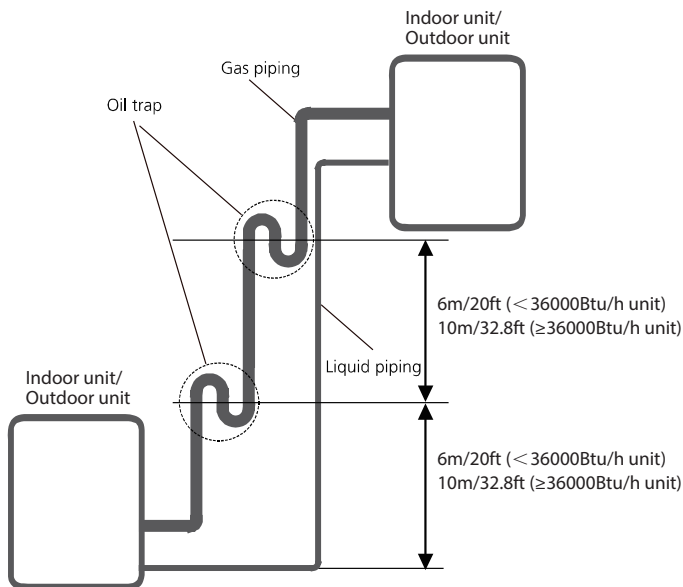 Indoor unit/
Outdoor unit
Gas piping
Oil trap
6m/20ft (＜36000Btu/h unit)
10m/32.8ft (≥36000Btu/h unit)
Liquid piping
Indoor unit/
Outdoor unit
6m/20ft (＜36000Btu/h unit)
10m/32.8ft (≥36000Btu/h unit)